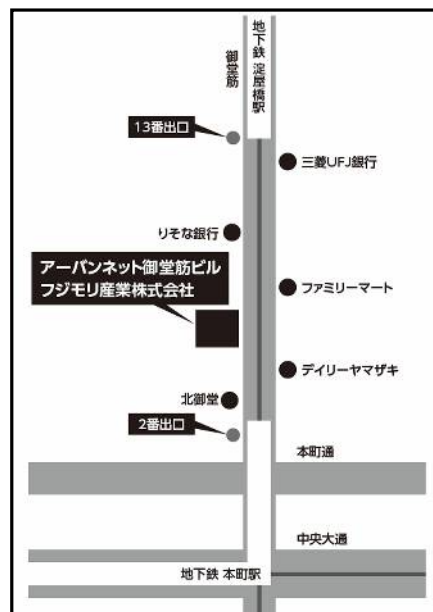 地下鉄 淀屋橋駅
御堂筋
13番出口
三菱UFJ銀行
りそな銀行
アーバンネット御堂筋ビル
フジモリ産業株式会社
ファミリーマート
デイリーヤマザキ
北御堂
2番出口
本町通
中央大通
地下鉄 本町駅